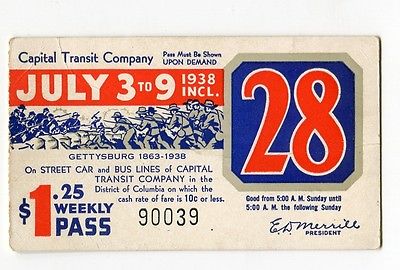 Capital Transit Company
Pass Must Be Shown
UPON DEMAND
JULY 3 TO 9 1938 INCL.
28
GETTYSBURG 1863-1938
ON STREET CAR and BUS LINES of CAPITAL
TRANSIT COMPANY in the
District of Columbia on which the
cash rate of fare is 10c or less.
$1.25
WEEKLY
PASS
90039
Good from 5:00 A. M. Sunday until
5:00 A. M. the following Sunday
E D Merrill
PRESIDENT